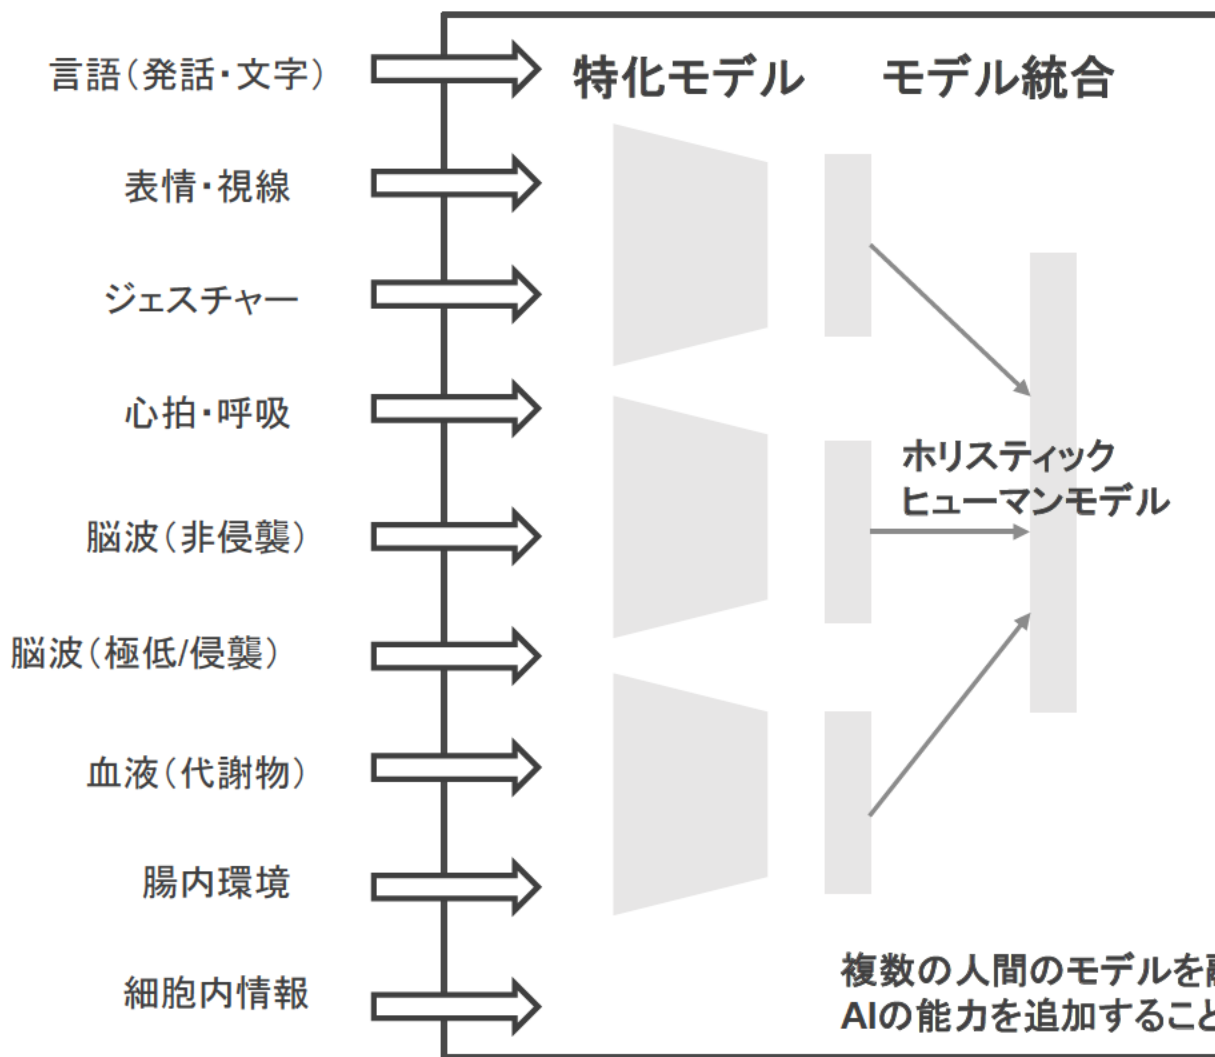 言語（発話・文字）
表情・視線
ジェスチャー
心拍・呼吸
脳波（非侵襲）
脳波（極低/侵襲）
血液（代謝物）
腸内環境
細胞内情報
特化モデル
モデル統合
ホリスティック
ヒューマンモデル
複数の人間のモデルを
AIの能力を追加すること